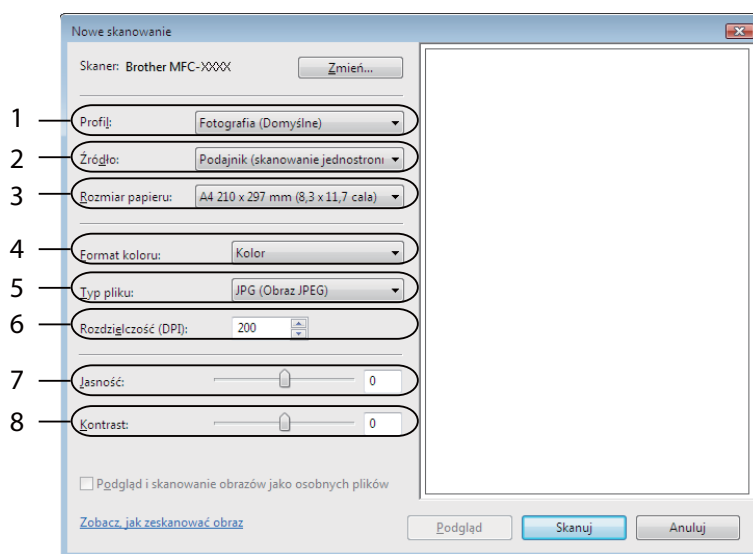 Nowe skanowanie
Skaner: Brother MFC-XXXX Zmień...
1 Profil: Fotografia (Domyślne)
2 Źródło: Podajnik (skanowanie jednostroni
3 Rozmiar papieru: A4 210 x 297 mm (8,3 x 11,7 cala)
4 Format koloru: Kolor
5 Typ pliku: JPG (Obraz JPEG)
6 Rozdzielczość (DPI): 200
7 Jasność: 0
8 Kontrast: 0
Podgląd i skanowanie obrazów jako osobnych plików
Zobacz, jak zeskanować obraz
Podgląd Skanuj Anuluj